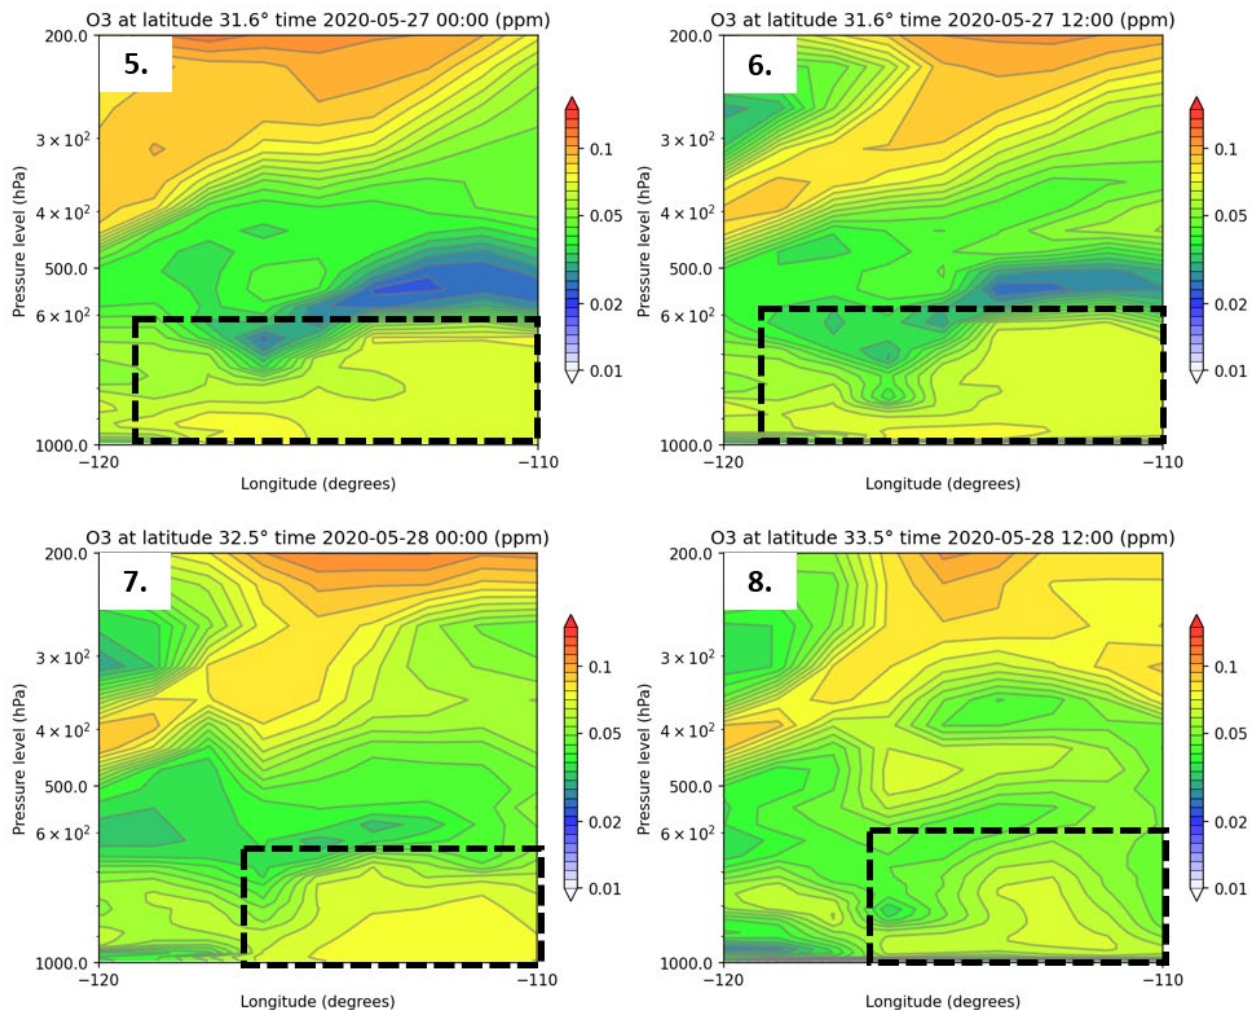 O3 at latitude 31.6° time 2020-05-27 00:00 (ppm)
5.
200.0
3 × 10²
4 × 10²
500.0
6 × 10²
1000.0
−120
−110
Pressure level (hPa)
Longitude (degrees)
0.1
0.05
0.02
0.01
O3 at latitude 31.6° time 2020-05-27 12:00 (ppm)
6.
200.0
3 × 10²
4 × 10²
500.0
6 × 10²
1000.0
−120
−110
Pressure level (hPa)
Longitude (degrees)
0.1
0.05
0.02
0.01
O3 at latitude 32.5° time 2020-05-28 00:00 (ppm)
7.
200.0
3 × 10²
4 × 10²
500.0
6 × 10²
1000.0
−120
−110
Pressure level (hPa)
Longitude (degrees)
0.1
0.05
0.02
0.01
O3 at latitude 33.5° time 2020-05-28 12:00 (ppm)
8.
200.0
3 × 10²
4 × 10²
500.0
6 × 10²
1000.0
−120
−110
Pressure level (hPa)
Longitude (degrees)
0.1
0.05
0.02
0.01